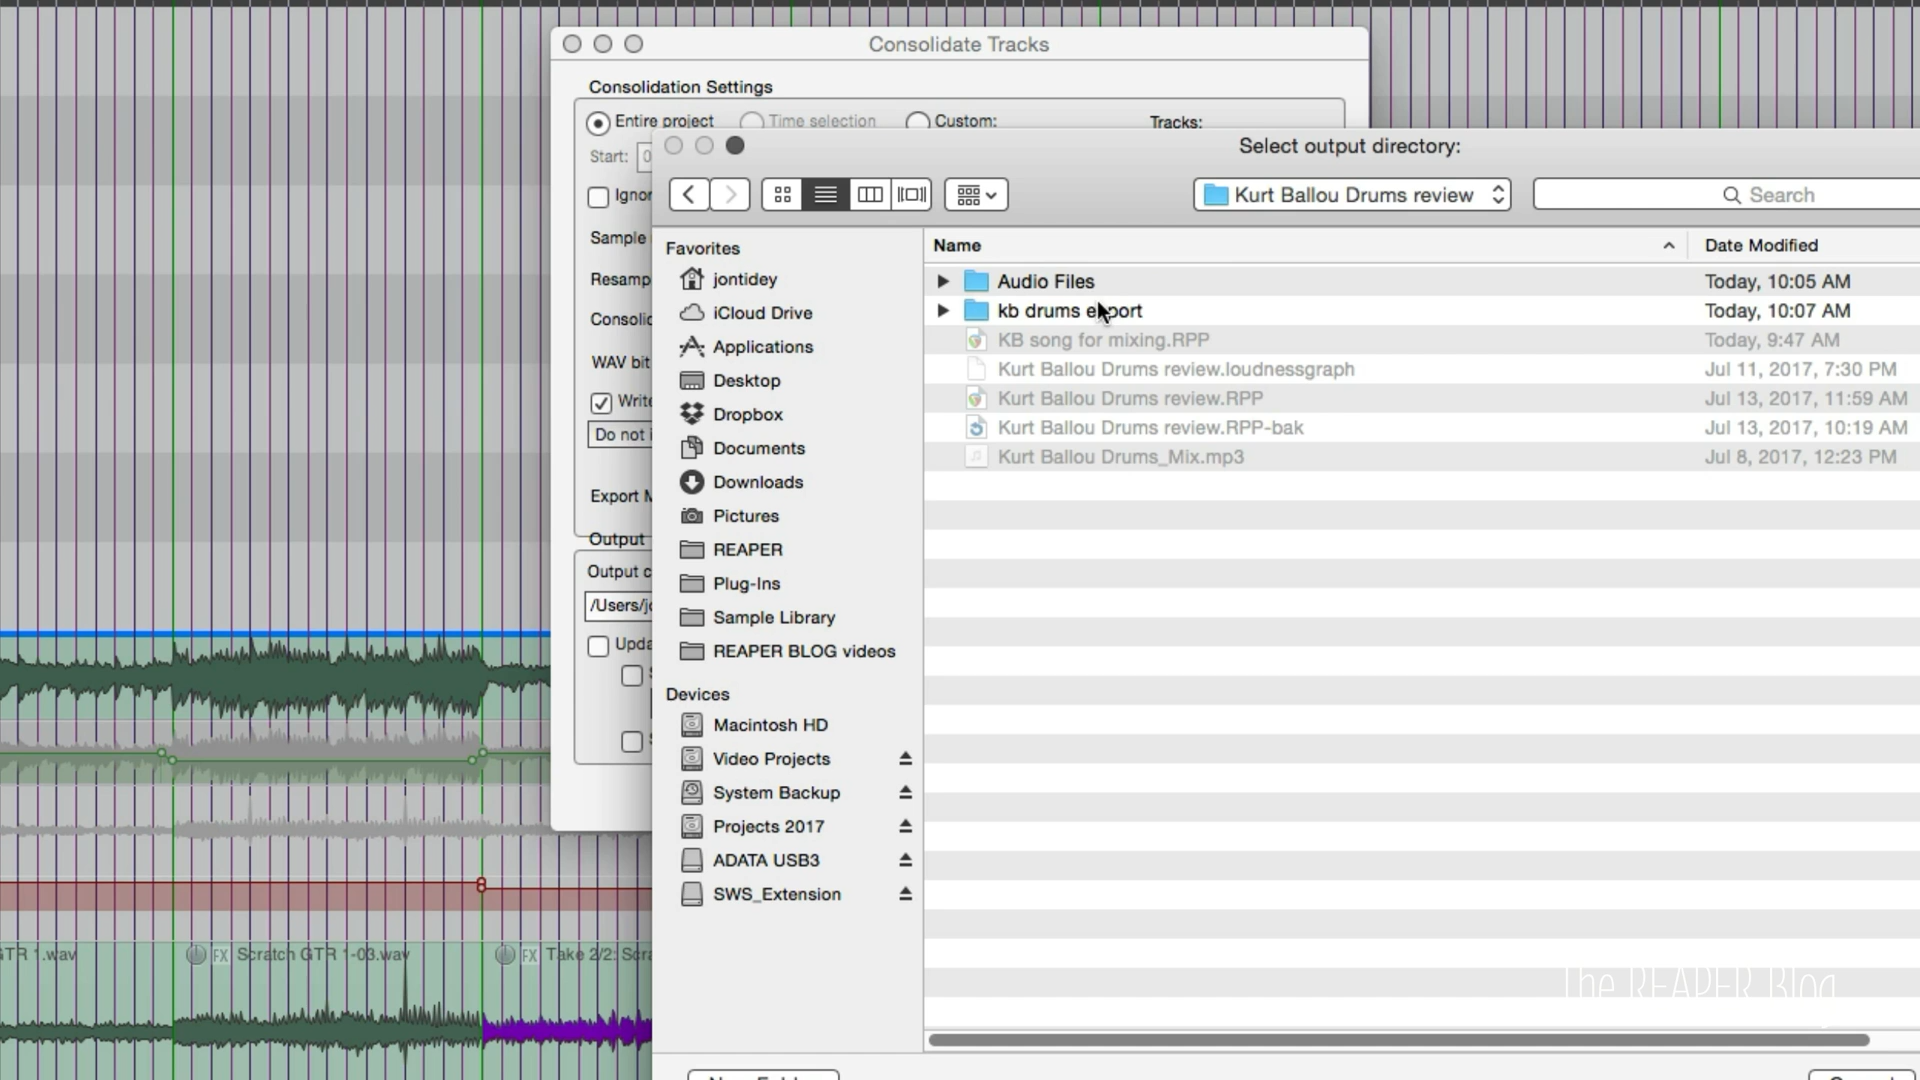 Consolidate Tracks
Consolidation Settings
Entire project
Time selection
Custom:
Tracks:
Start:
0
Select output directory:
Kurt Ballou Drums review
Search
Sample
Resamp
WAV bit
Do not
Output
/Users/j
Favorites
jontidey
iCloud Drive
Applications
Desktop
Dropbox
Documents
Downloads
Pictures
REAPER
Plug-Ins
Sample Library
REAPER BLOG videos
Devices
Macintosh HD
Video Projects
System Backup
Projects 2017
ADATA USB3
SWS_Extension
Name
Date Modified
Audio Files
Today, 10:05 AM
kb drums export
Today, 10:07 AM
KB song for mixing.RPP
Today, 9:47 AM
Kurt Ballou Drums review.loudnessgraph
Jul 11, 2017, 7:30 PM
Kurt Ballou Drums review.RPP
Jul 13, 2017, 11:59 AM
Kurt Ballou Drums review.RPP-bak
Jul 13, 2017, 10:19 AM
Kurt Ballou Drums_Mix.mp3
Jul 8, 2017, 12:23 PM
GTR 1.wav
FX Scratch GTR 1-03.wav
FX Take 2/2: Scra
The REAPER Blog